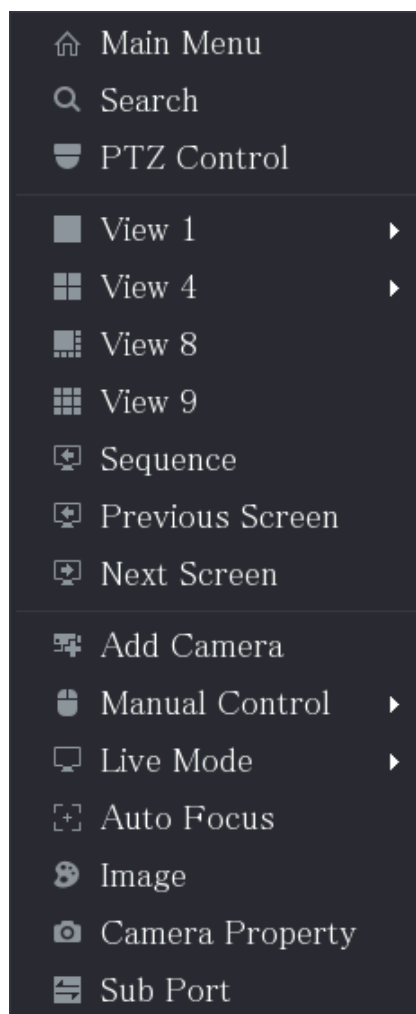 Main Menu
Search
PTZ Control
View 1
View 4
View 8
View 9
Sequence
Previous Screen
Next Screen
Add Camera
Manual Control
Live Mode
Auto Focus
Image
Camera Property
Sub Port